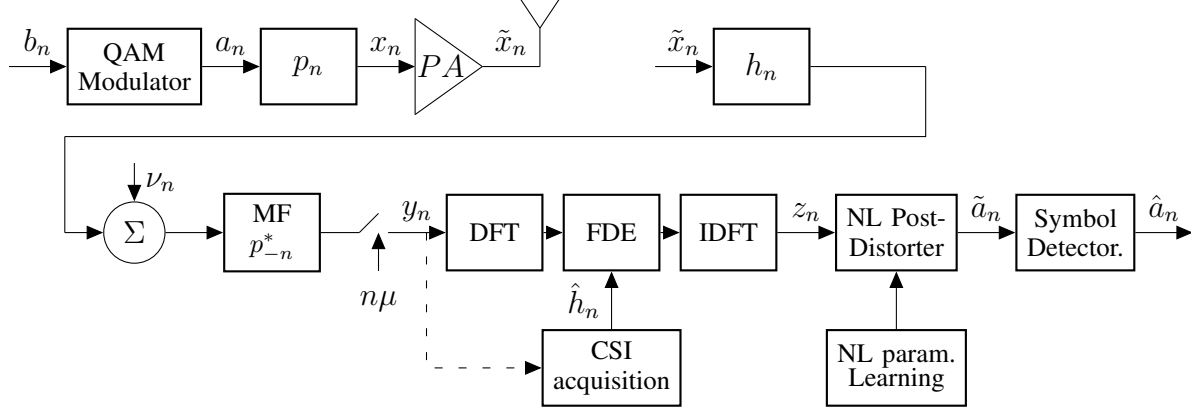 b_n
QAM
Modulator
a_n
p_n
x_n
PA
x̃_n
x̃_n
h_n
ν_n
Σ
MF
p*_{-n}
nμ
y_n
DFT
FDE
IDFT
z_n
NL Post-
Distorter
ã_n
Symbol
Detector.
â_n
ĥ_n
CSI
acquisition
NL param.
Learning